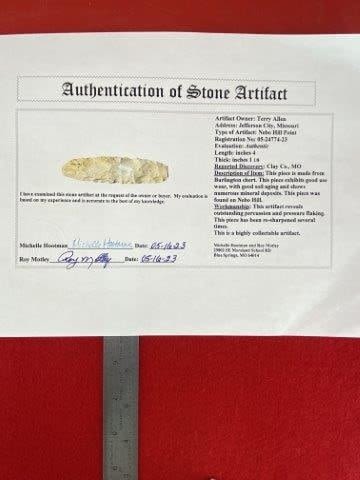 Authentication of Stone Artifact
Artifact Owner: Terry Allen
Address: Jefferson City, Missouri
Type of Artifact: Nebo Hill Point
Registration No: 05-24774-23
Evaluation: Authentic
Length: inches 4
Thick: inches
Reported Discovery: Clay Co., MO
Description of Item: This piece is made from
Burlington chert. This piece exhibits good use
wear, with good soil aging and shows
numerous mineral deposits. This piece was
found on Nebo Hill.
Workmanship: This artifact reveals
outstanding percussion and pressure flaking.
This piece has been re-sharpened several
times.
This is a highly collectable artifact.
I have examined this stone artifact at the request of the owner or buyer. My evaluation is
based on my experience and is accurate to the best of my knowledge.
Michelle Hootman Michelle Hootman Date: 05-16-23
Roy Motley Roy Motley Date: 05-16-23
Michelle Hootman and Roy Motley
Blue Springs, MO 64014